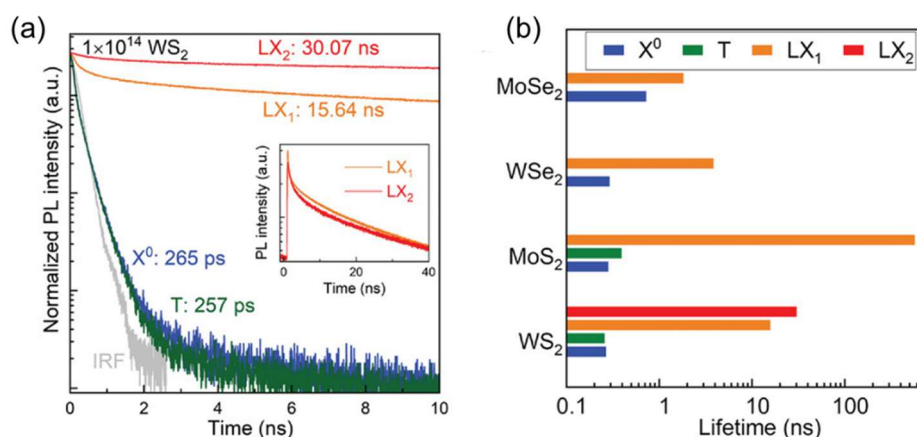 (a)
1×10¹⁴ WS₂
LX₂: 30.07 ns
LX₁: 15.64 ns
X⁰: 265 ps
T: 257 ps
IRF
Normalized PL intensity (a.u.)
0 2 4 6 8 10
Time (ns)
PL intensity (a.u.)
LX₁
LX₂
0 20 40
Time (ns)
(b)
X⁰ T LX₁ LX₂
MoSe₂
WSe₂
MoS₂
WS₂
0.1 1 10 100
Lifetime (ns)